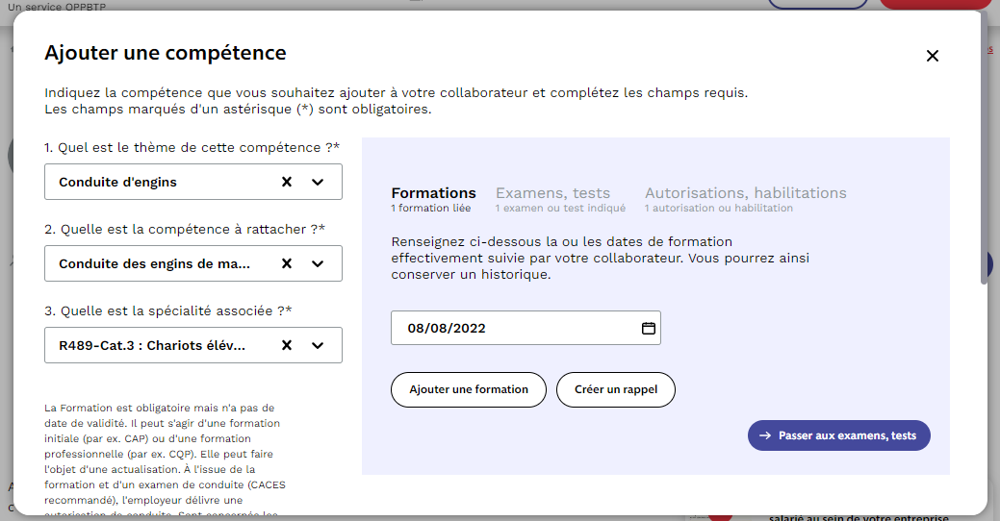 Un service OPPBTP
Ajouter une compétence
Indiquez la compétence que vous souhaitez ajouter à votre collaborateur et complétez les champs requis.
Les champs marqués d'un astérisque (*) sont obligatoires.
1. Quel est le thème de cette compétence ?*
Conduite d'engins
2. Quelle est la compétence à rattacher ?*
Conduite des engins de ma...
3. Quelle est la spécialité associée ?*
R489-Cat.3 : Chariots élév...
La Formation est obligatoire mais n'a pas de
date de validité. Il peut s'agir d'une formation
initiale (par ex. CAP) ou d'une formation
professionnelle (par ex. CQP). Elle peut faire
l'objet d'une actualisation. À l'issue de la
formation et d'un examen de conduite (CACES
recommandé), l'employeur délivre une
autorisation de conduite. Sont concernés les
Formations
1 formation liée
Examens, tests
1 examen ou test indiqué
Autorisations, habilitations
1 autorisation ou habilitation
Renseignez ci-dessous la ou les dates de formation
effectivement suivie par votre collaborateur. Vous pourrez ainsi
conserver un historique.
08/08/2022
Ajouter une formation
Créer un rappel
Passer aux examens, tests
salarié au sein de votre entreprise